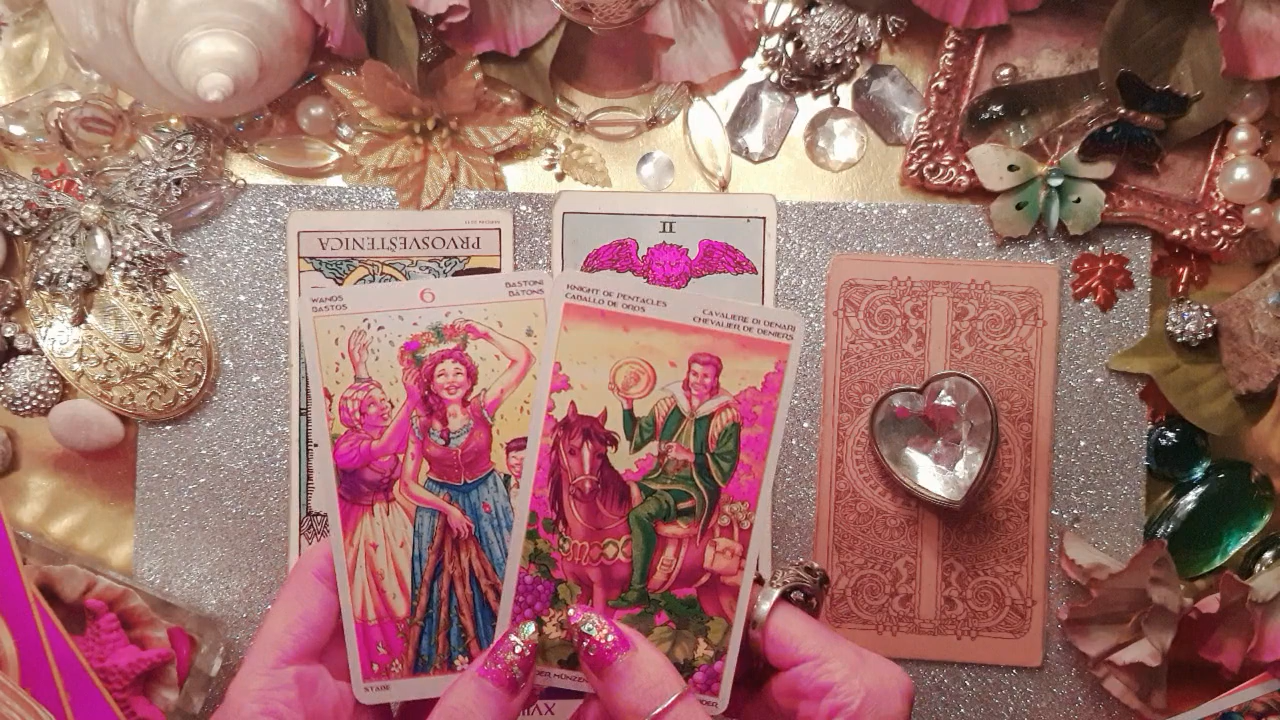 PRVOSVEŠTENICA
II
WANDS
BASTOS
6
BASTONI
BÂTONS
STÄBE
KNIGHT OF PENTACLES
CABALLO DE OROS
CAVALIERE DI DENARI
CHEVALIER DE DENIERS